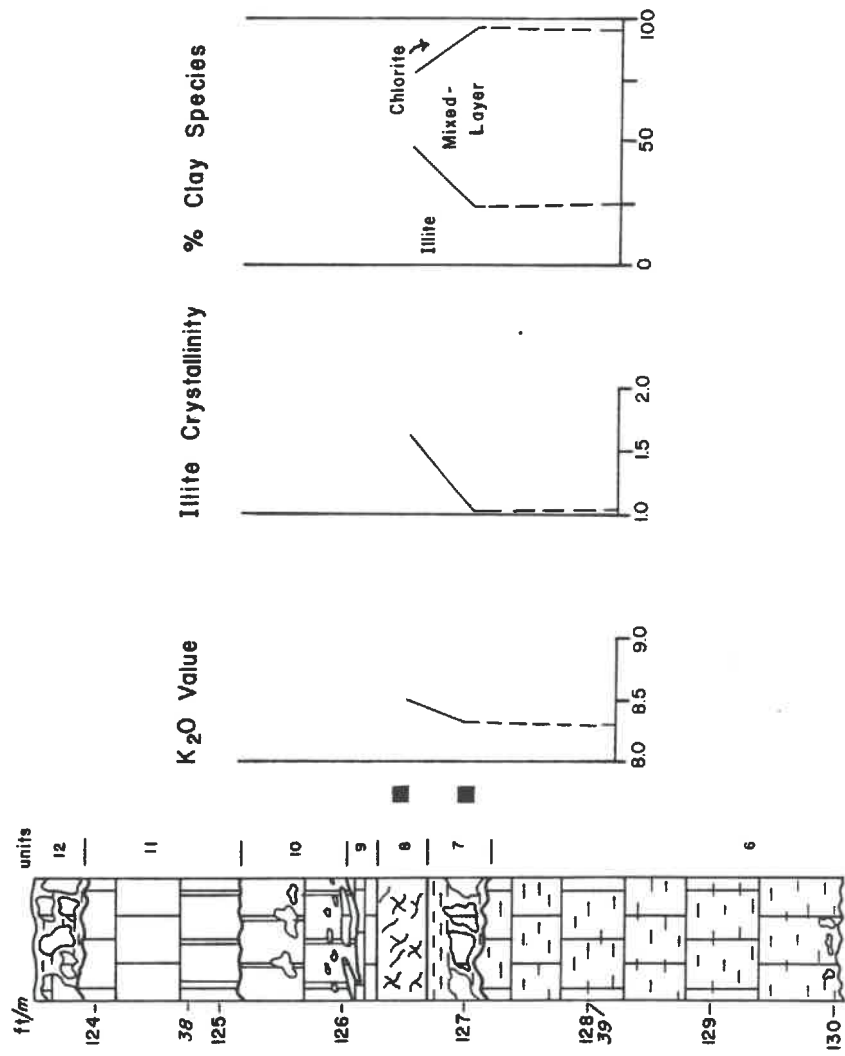 % Clay Species
Chlorite
Mixed-
Layer
Illite
0
50
100
Illite Crystallinity
1.0
1.5
2.0
K₂O Value
8.0
8.5
9.0
units
12
11
10
9
8
7
6
ft/m
124
38
125
126
127
128
39
129
130